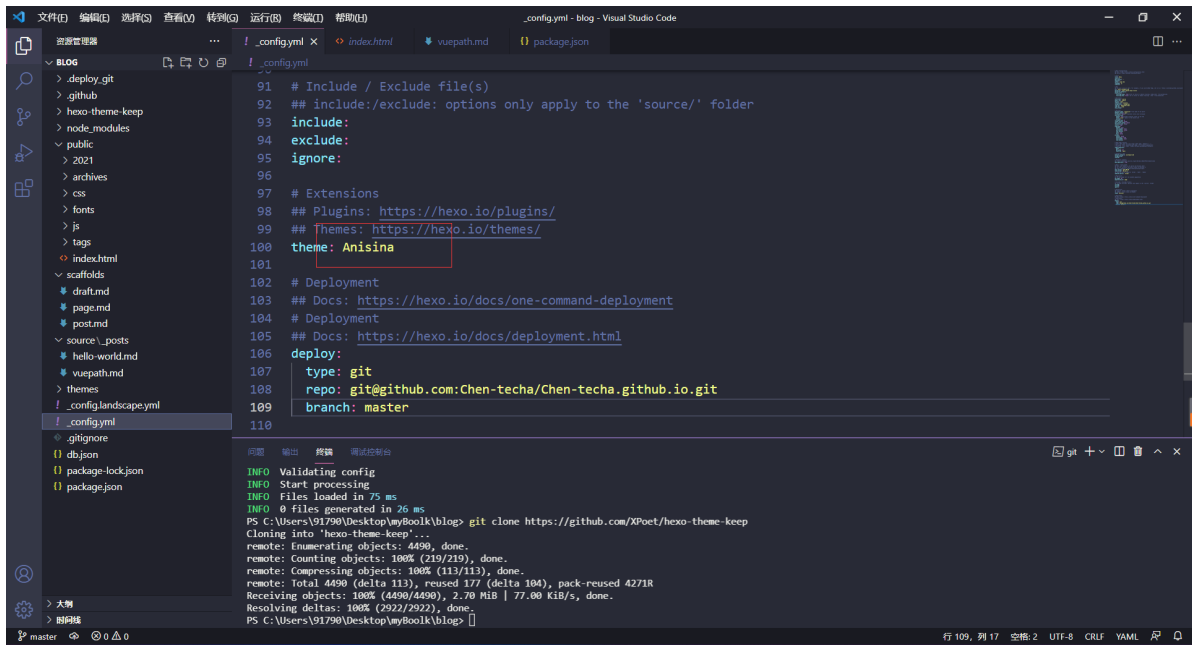 文件(F) 编辑(E) 选择(S) 查看(V) 转到(G) 运行(R) 终端(T) 帮助(H) _config.yml - blog - Visual Studio Code
资源管理器
BLOG
.deploy_git
.github
hexo-theme-keep
node_modules
public
2021
archives
css
fonts
js
tags
index.html
scaffolds
draft.md
page.md
post.md
source\_posts
hello-world.md
vuepath.md
themes
_config.landscape.yml
_config.yml
.gitignore
db.json
package-lock.json
package.json
大纲
时间线
_config.yml index.html vuepath.md package.json
_config.yml
91 # Include / Exclude file(s)
92 ## include:/exclude: options only apply to the 'source/' folder
93 include:
94 exclude:
95 ignore:
96
97 # Extensions
98 ## Plugins: https://hexo.io/plugins/
99 ## Themes: https://hexo.io/themes/
100 theme: Anisina
101
102 # Deployment
103 ## Docs: https://hexo.io/docs/one-command-deployment
104 # Deployment
105 ## Docs: https://hexo.io/docs/deployment.html
106 deploy:
107 type: git
108 repo: git@github.com:Chen-techa/Chen-techa.github.io.git
109 branch: master
110
问题 输出 终端 调试控制台 git
INFO Validating config
INFO Start processing
INFO Files loaded in 75 ms
INFO 0 files generated in 26 ms
PS C:\Users\91790\Desktop\myBoolk\blog> git clone https://github.com/XPoet/hexo-theme-keep
Cloning into 'hexo-theme-keep'...
remote: Enumerating objects: 4490, done.
remote: Counting objects: 100% (219/219), done.
remote: Compressing objects: 100% (113/113), done.
remote: Total 4490 (delta 113), reused 177 (delta 104), pack-reused 4271R
Receiving objects: 100% (4490/4490), 2.70 MiB | 77.00 KiB/s, done.
Resolving deltas: 100% (2922/2922), done.
PS C:\Users\91790\Desktop\myBoolk\blog>
master 0 0 行 109，列 17 空格: 2 UTF-8 CRLF YAML